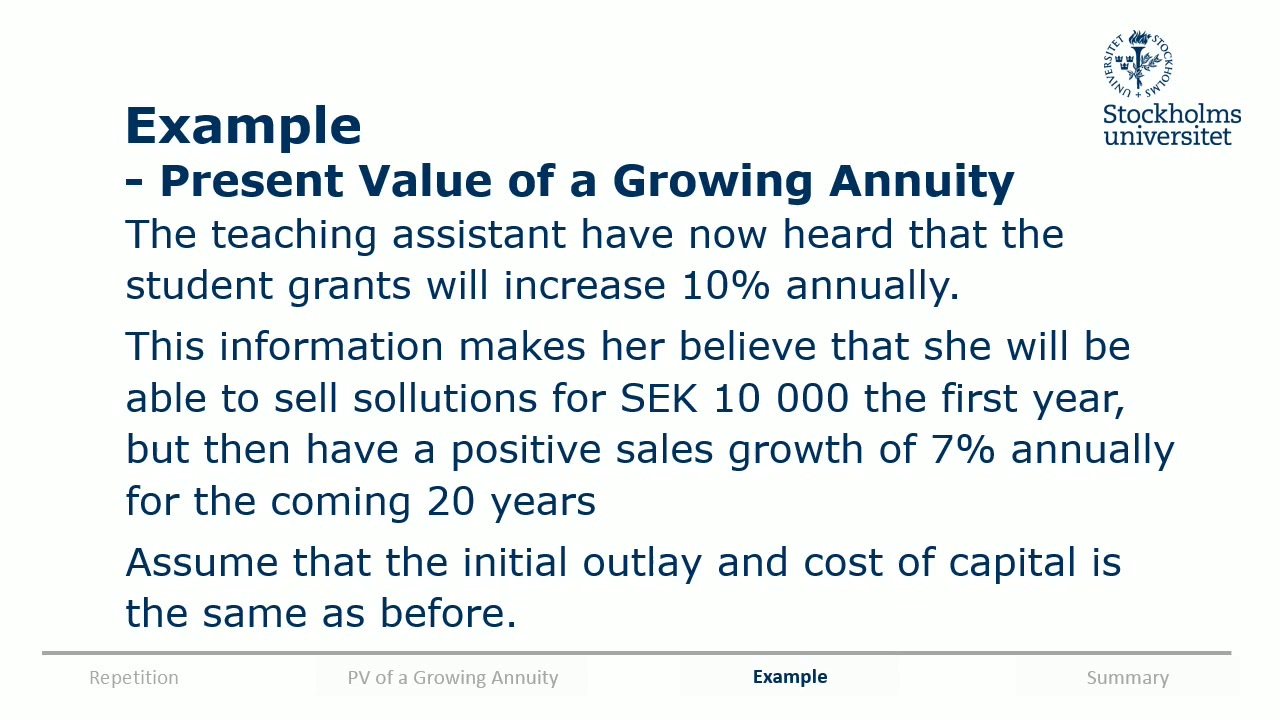 UNIVERSITET STOCKHOLMS
Stockholms
universitet
Example
- Present Value of a Growing Annuity
The teaching assistant have now heard that the
student grants will increase 10% annually.
This information makes her believe that she will be
able to sell sollutions for SEK 10 000 the first year,
but then have a positive sales growth of 7% annually
for the coming 20 years
Assume that the initial outlay and cost of capital is
the same as before.
Repetition
PV of a Growing Annuity
Example
Summary